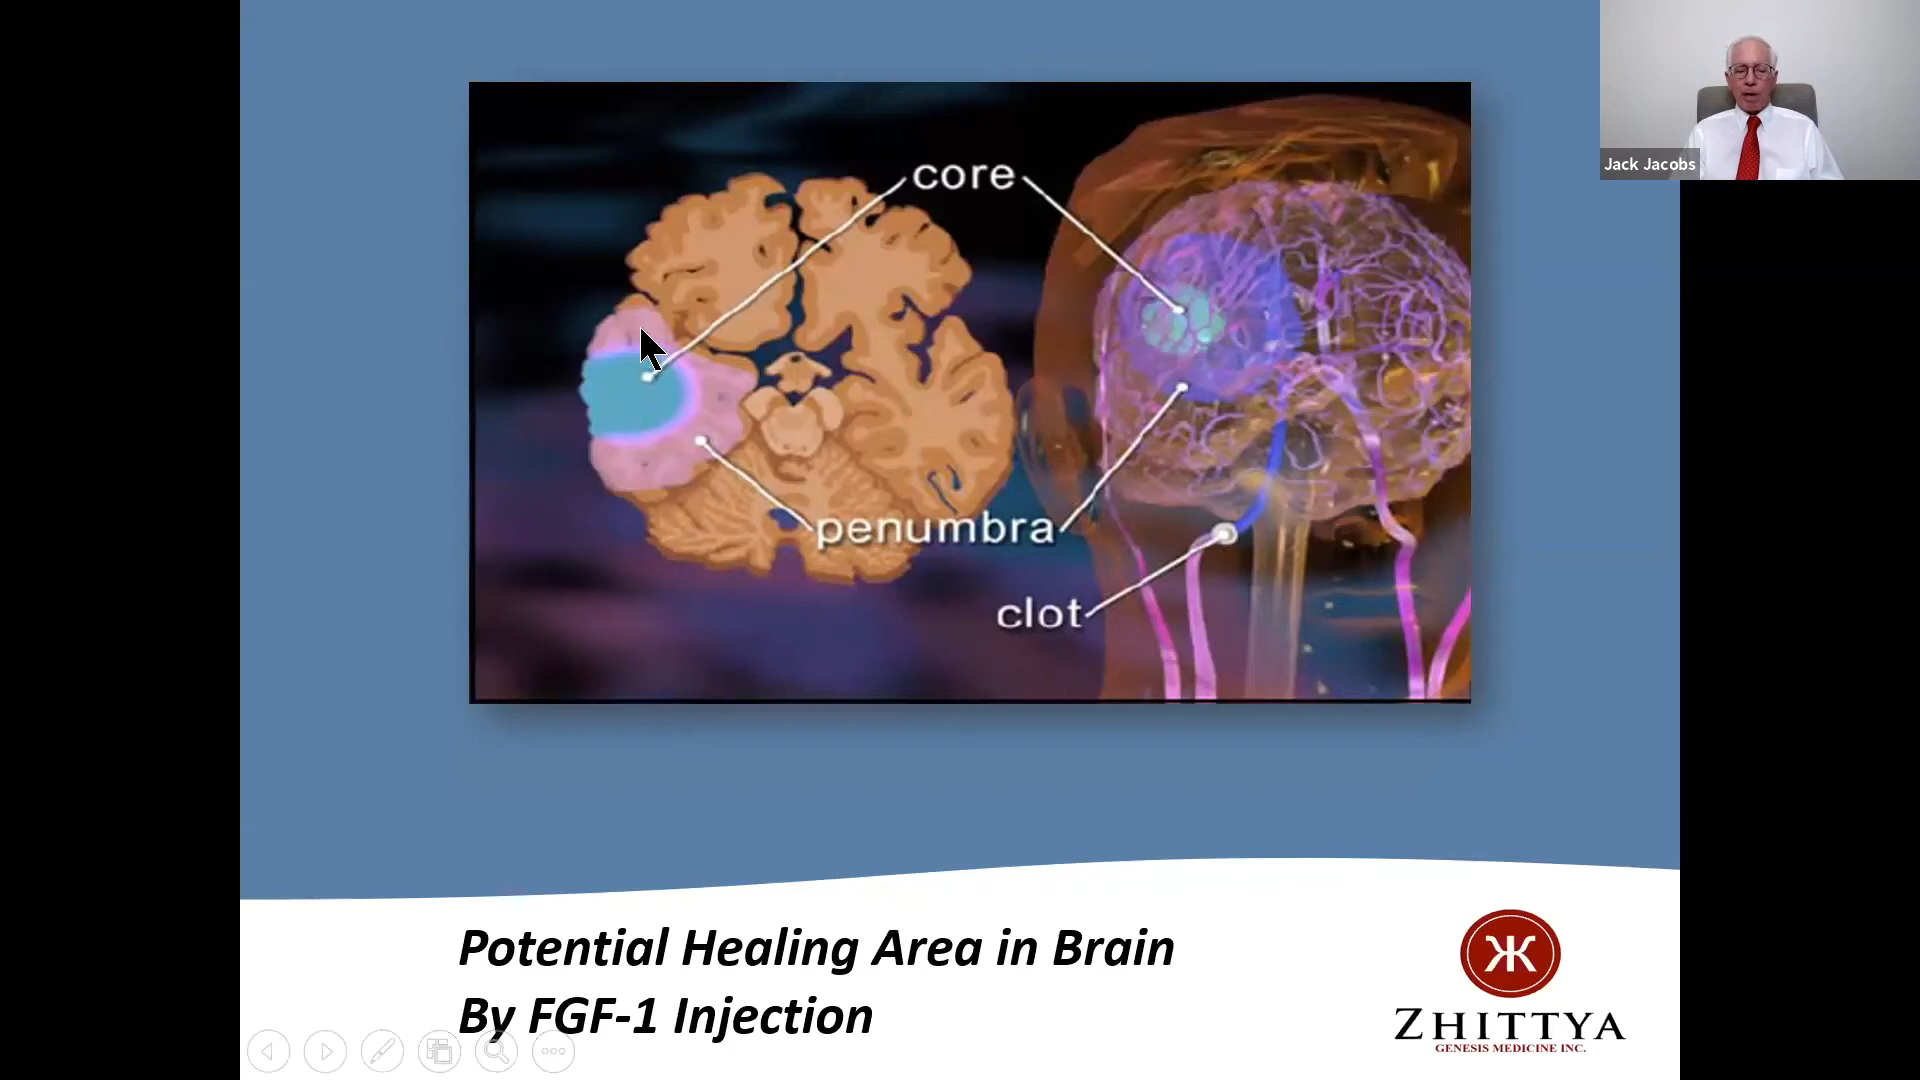 Jack Jacobs
core
penumbra
clot
Potential Healing Area in Brain
By FGF-1 Injection
ZHITTYA
GENESIS MEDICINE INC.